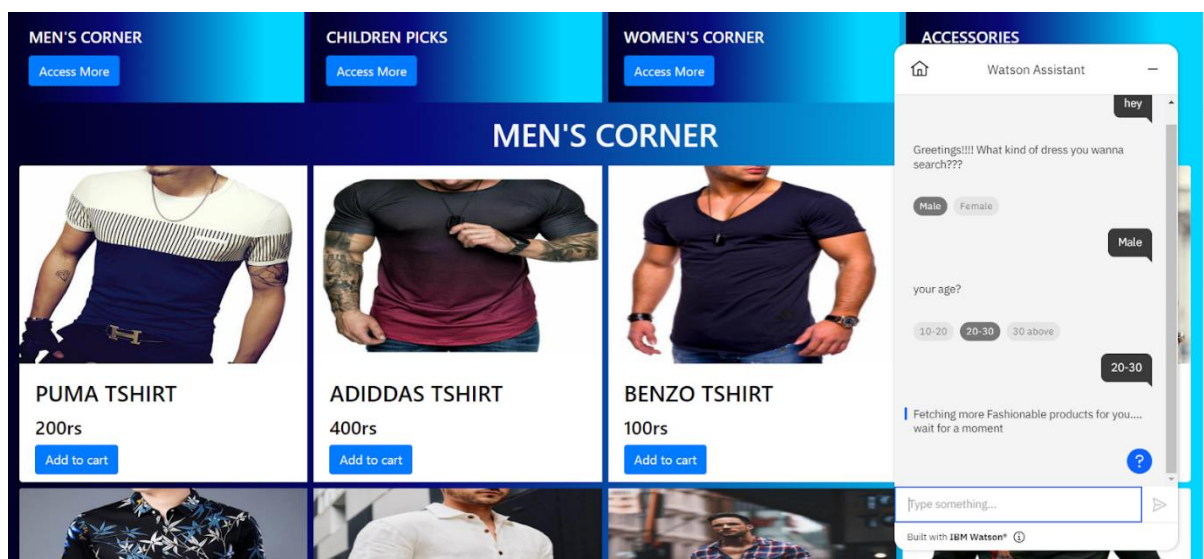 MEN'S CORNER
Access More
CHILDREN PICKS
Access More
WOMEN'S CORNER
Access More
ACCESSORIES
MEN'S CORNER
PUMA TSHIRT
200rs
Add to cart
ADIDDAS TSHIRT
400rs
Add to cart
BENZO TSHIRT
100rs
Add to cart
Watson Assistant
hey
Greetings!!!! What kind of dress you wanna
search???
Male Female
Male
your age?
10-20 20-30 30 above
20-30
Fetching more Fashionable products for you....
wait for a moment
?
Type something...
Built with IBM Watson®